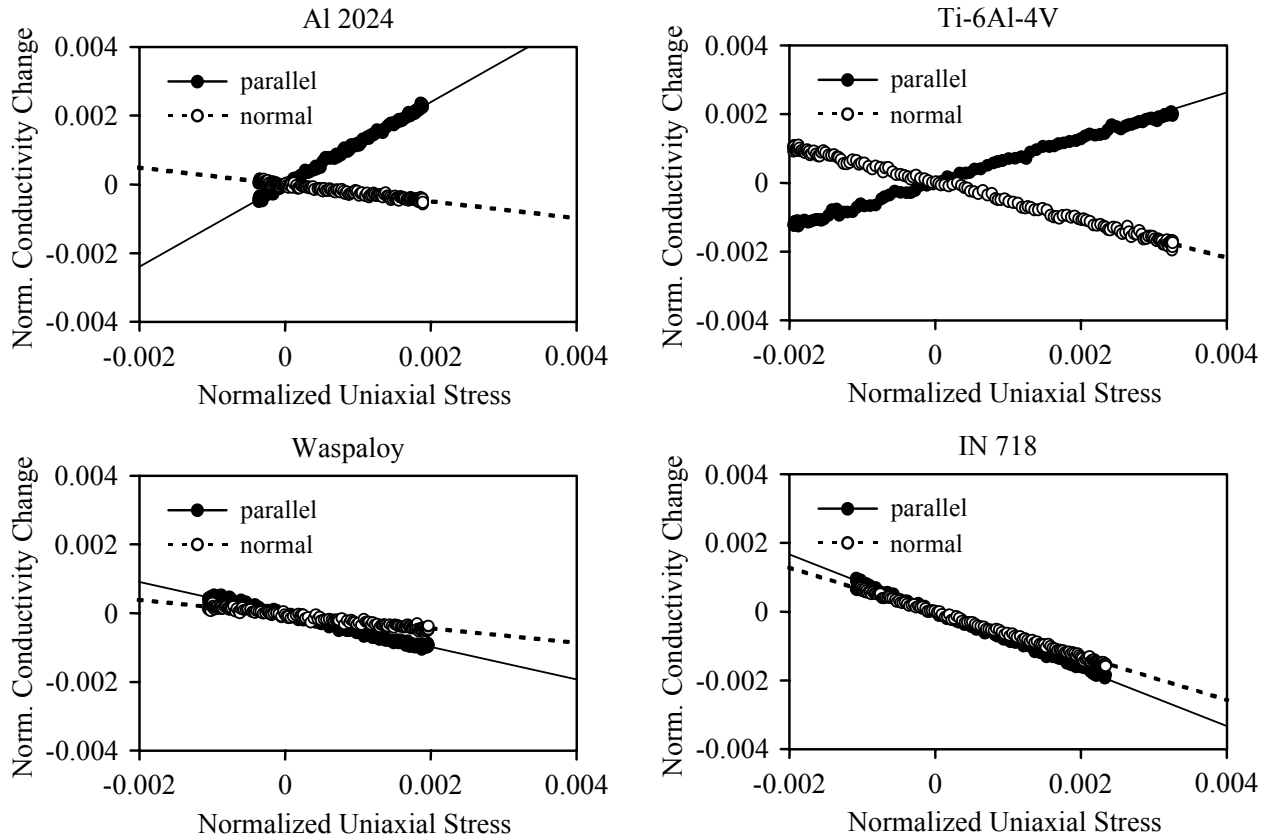 Al 2024
Norm. Conductivity Change
0.004
0.002
0
-0.002
-0.004
parallel
normal
-0.002 0 0.002 0.004
Normalized Uniaxial Stress
Ti-6Al-4V
Norm. Conductivity Change
0.004
0.002
0
-0.002
-0.004
parallel
normal
-0.002 0 0.002 0.004
Normalized Uniaxial Stress
Waspaloy
Norm. Conductivity Change
0.004
0.002
0
-0.002
-0.004
parallel
normal
-0.002 0 0.002 0.004
Normalized Uniaxial Stress
IN 718
Norm. Conductivity Change
0.004
0.002
0
-0.002
-0.004
parallel
normal
-0.002 0 0.002 0.004
Normalized Uniaxial Stress